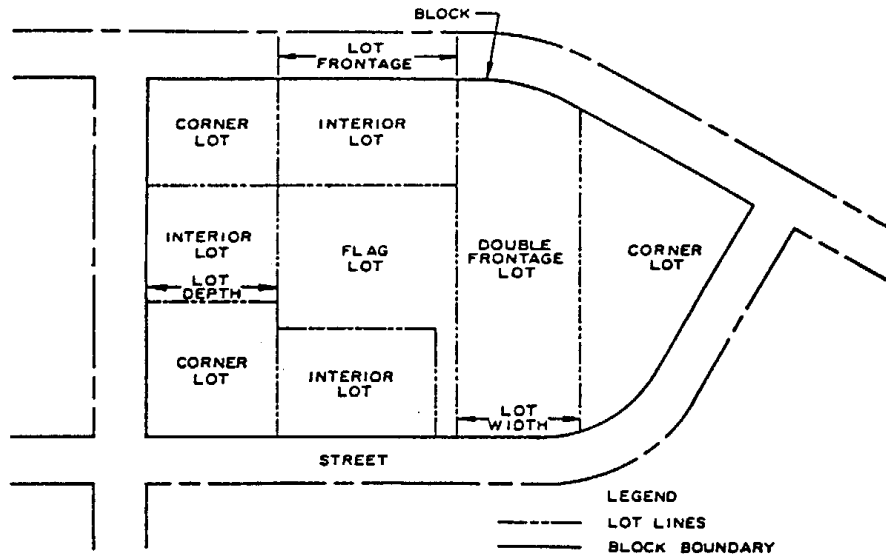 BLOCK
LOT
FRONTAGE
CORNER
LOT
INTERIOR
LOT
INTERIOR
LOT
LOT
DEPTH
FLAG
LOT
DOUBLE
FRONTAGE
LOT
CORNER
LOT
CORNER
LOT
INTERIOR
LOT
LOT
WIDTH
STREET
LEGEND
LOT LINES
BLOCK BOUNDARY